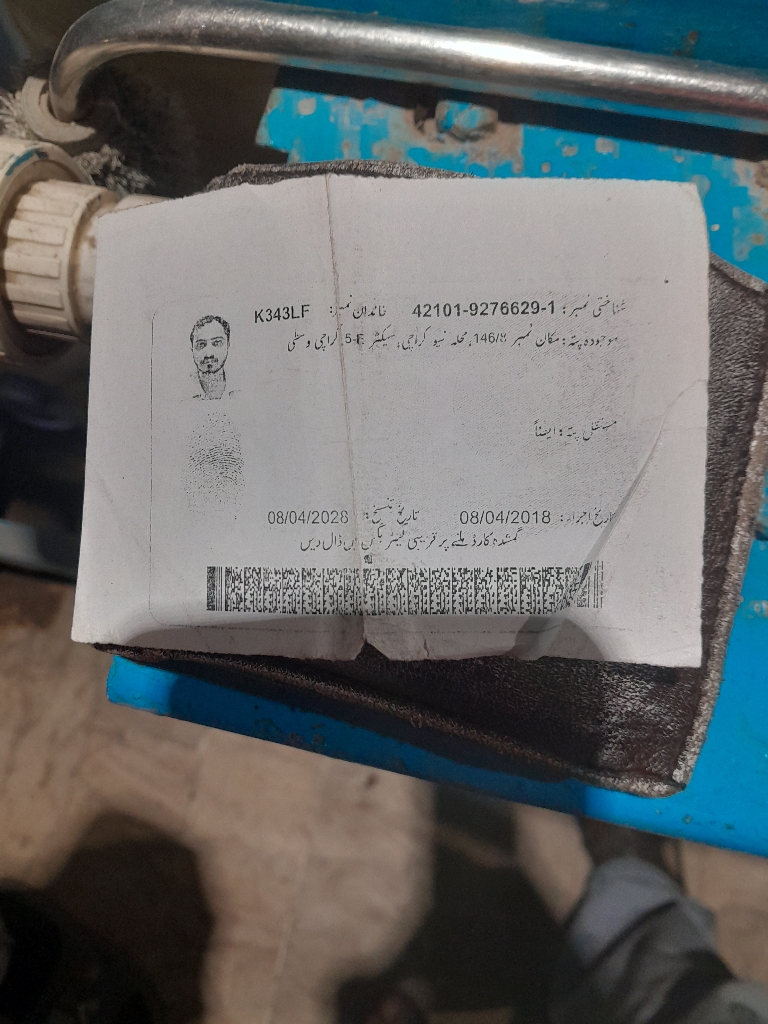 شناختی نمبر: 42101-9276629-1 خاندان نمبر: K343LF
موجودہ پتہ: مکان نمبر 146/8، محلہ نیو کراچی، سیکٹر 5-F، کراچی وسطی
مستقل پتہ: ایضاً
تاریخ اجراء: 08/04/2018 تاریخ تنسیخ: 08/04/2028
گمشدہ کارڈ ملنے پر قریبی لیٹر بکس میں ڈال دیں